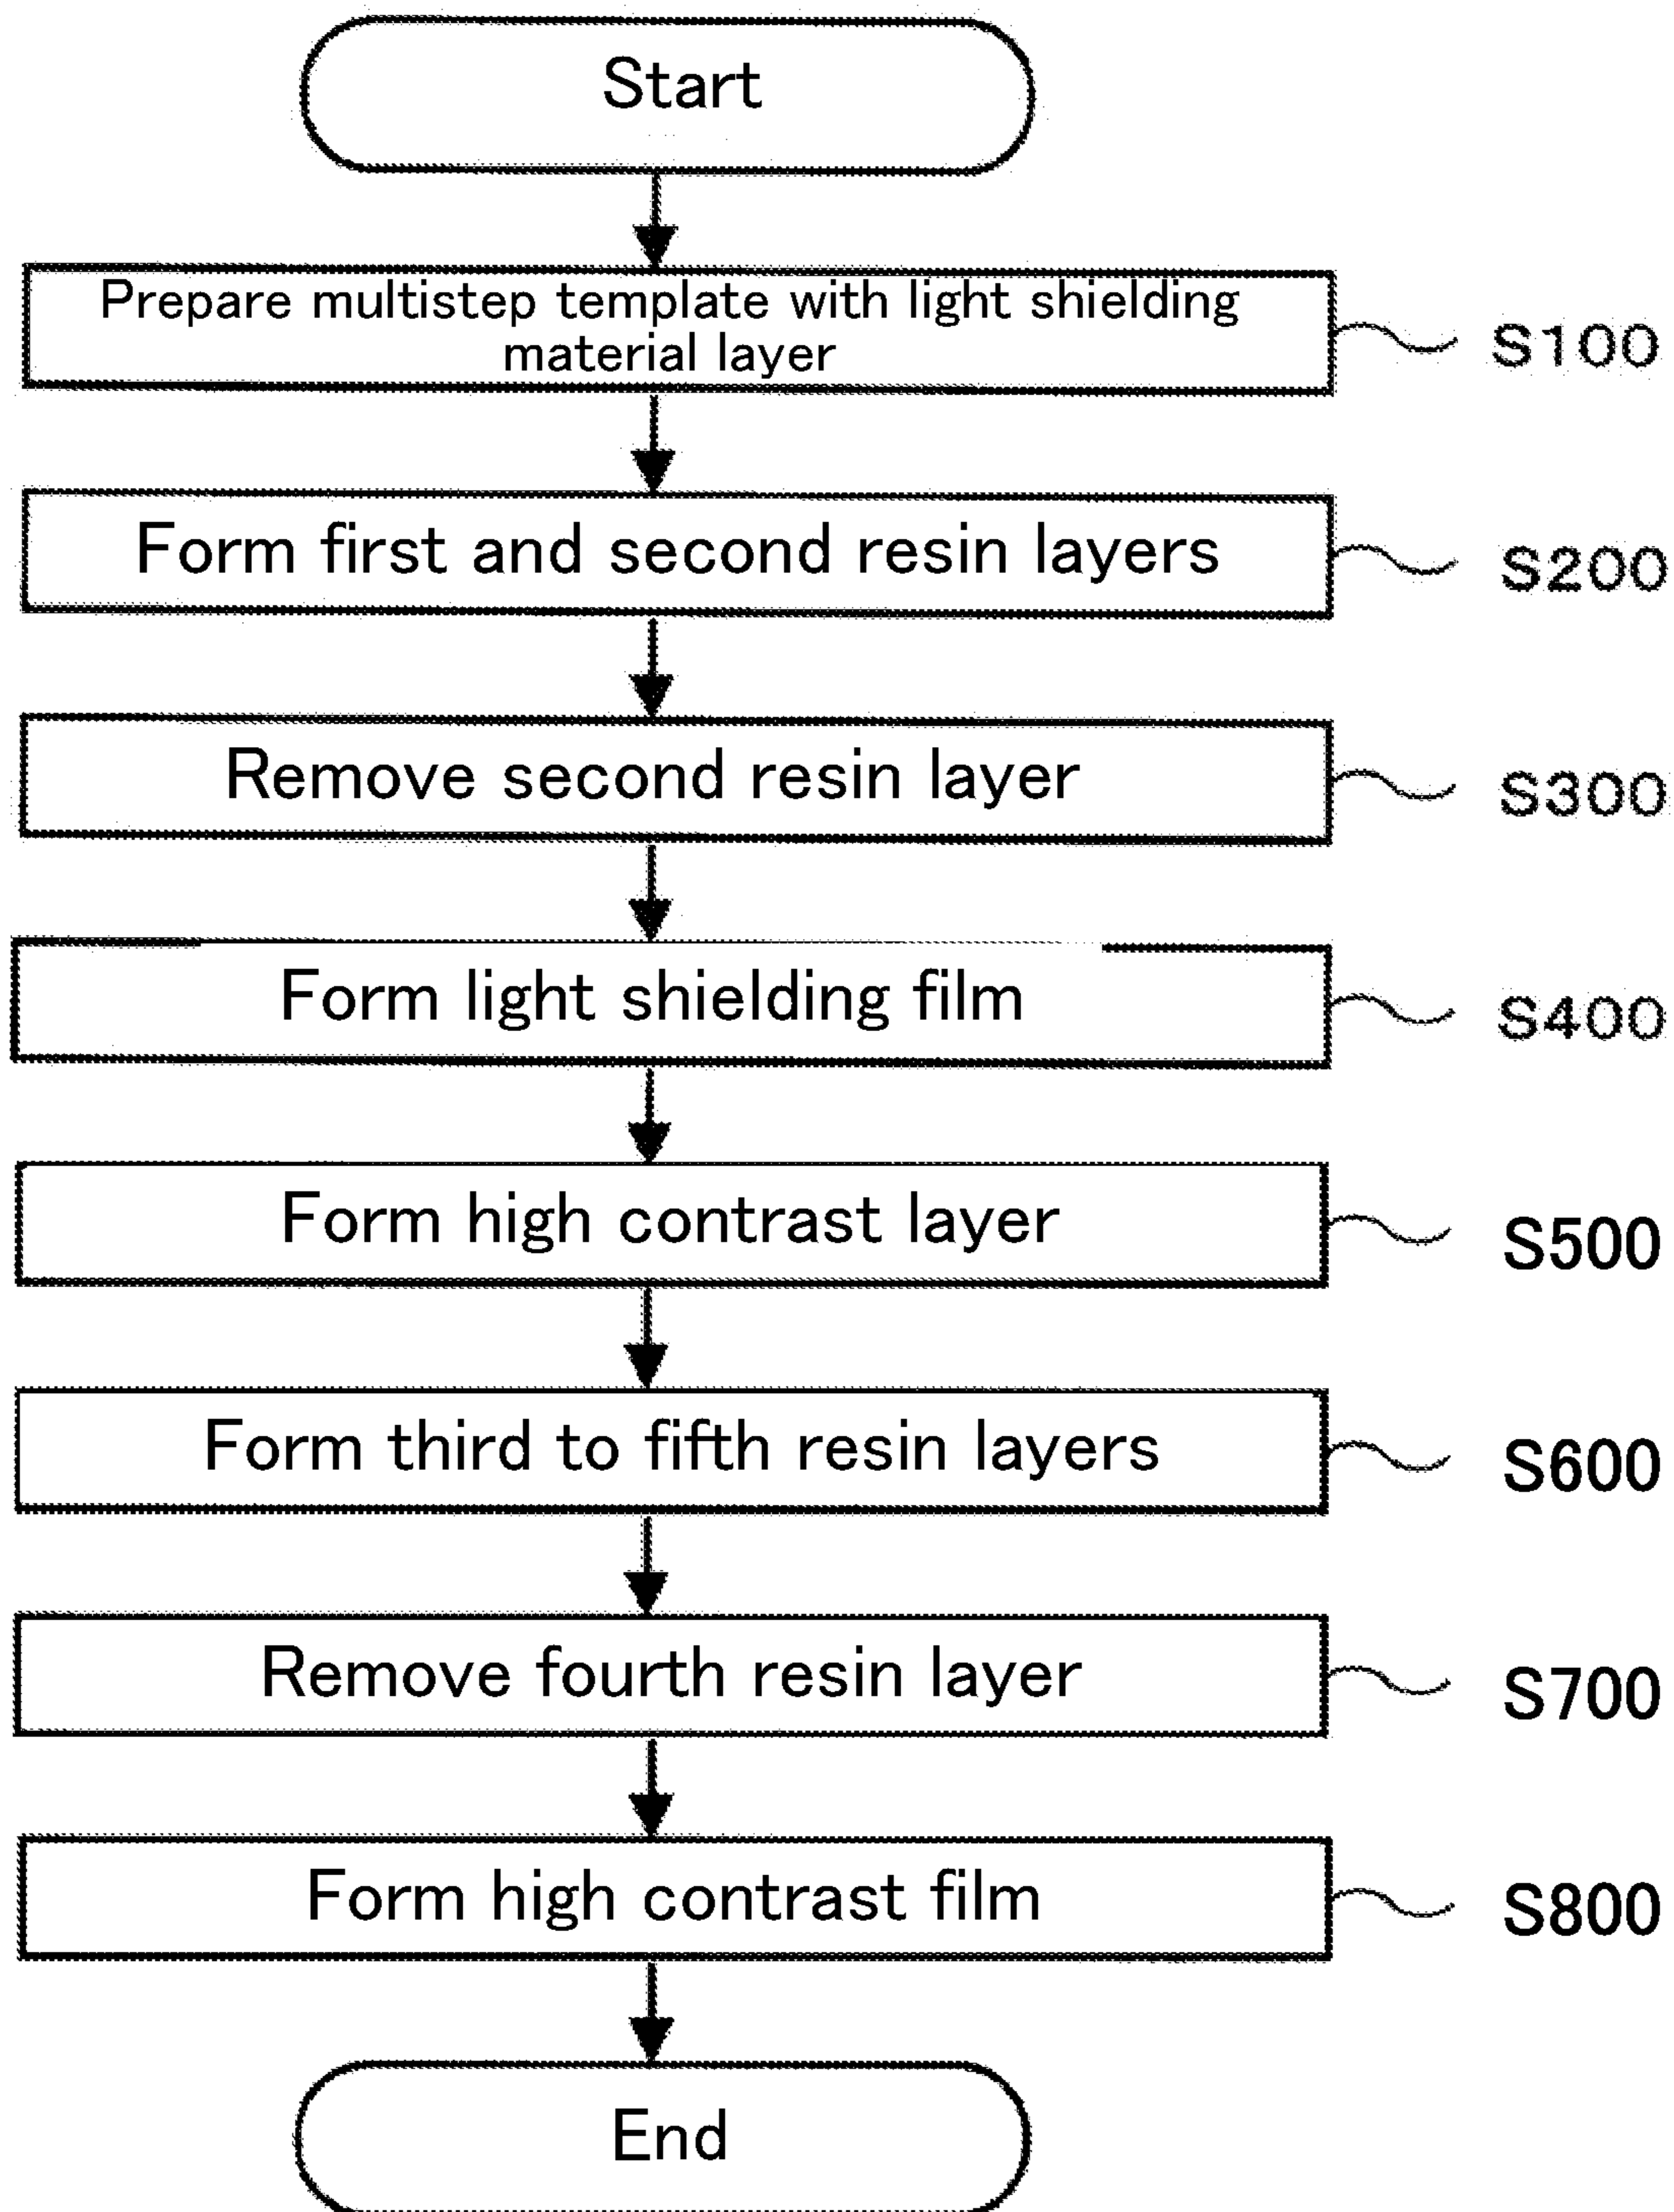 Start
Prepare multistep template with light shielding
material layer
S100
Form first and second resin layers
S200
Remove second resin layer
S300
Form light shielding film
S400
Form high contrast layer
S500
Form third to fifth resin layers
S600
Remove fourth resin layer
S700
Form high contrast film
S800
End